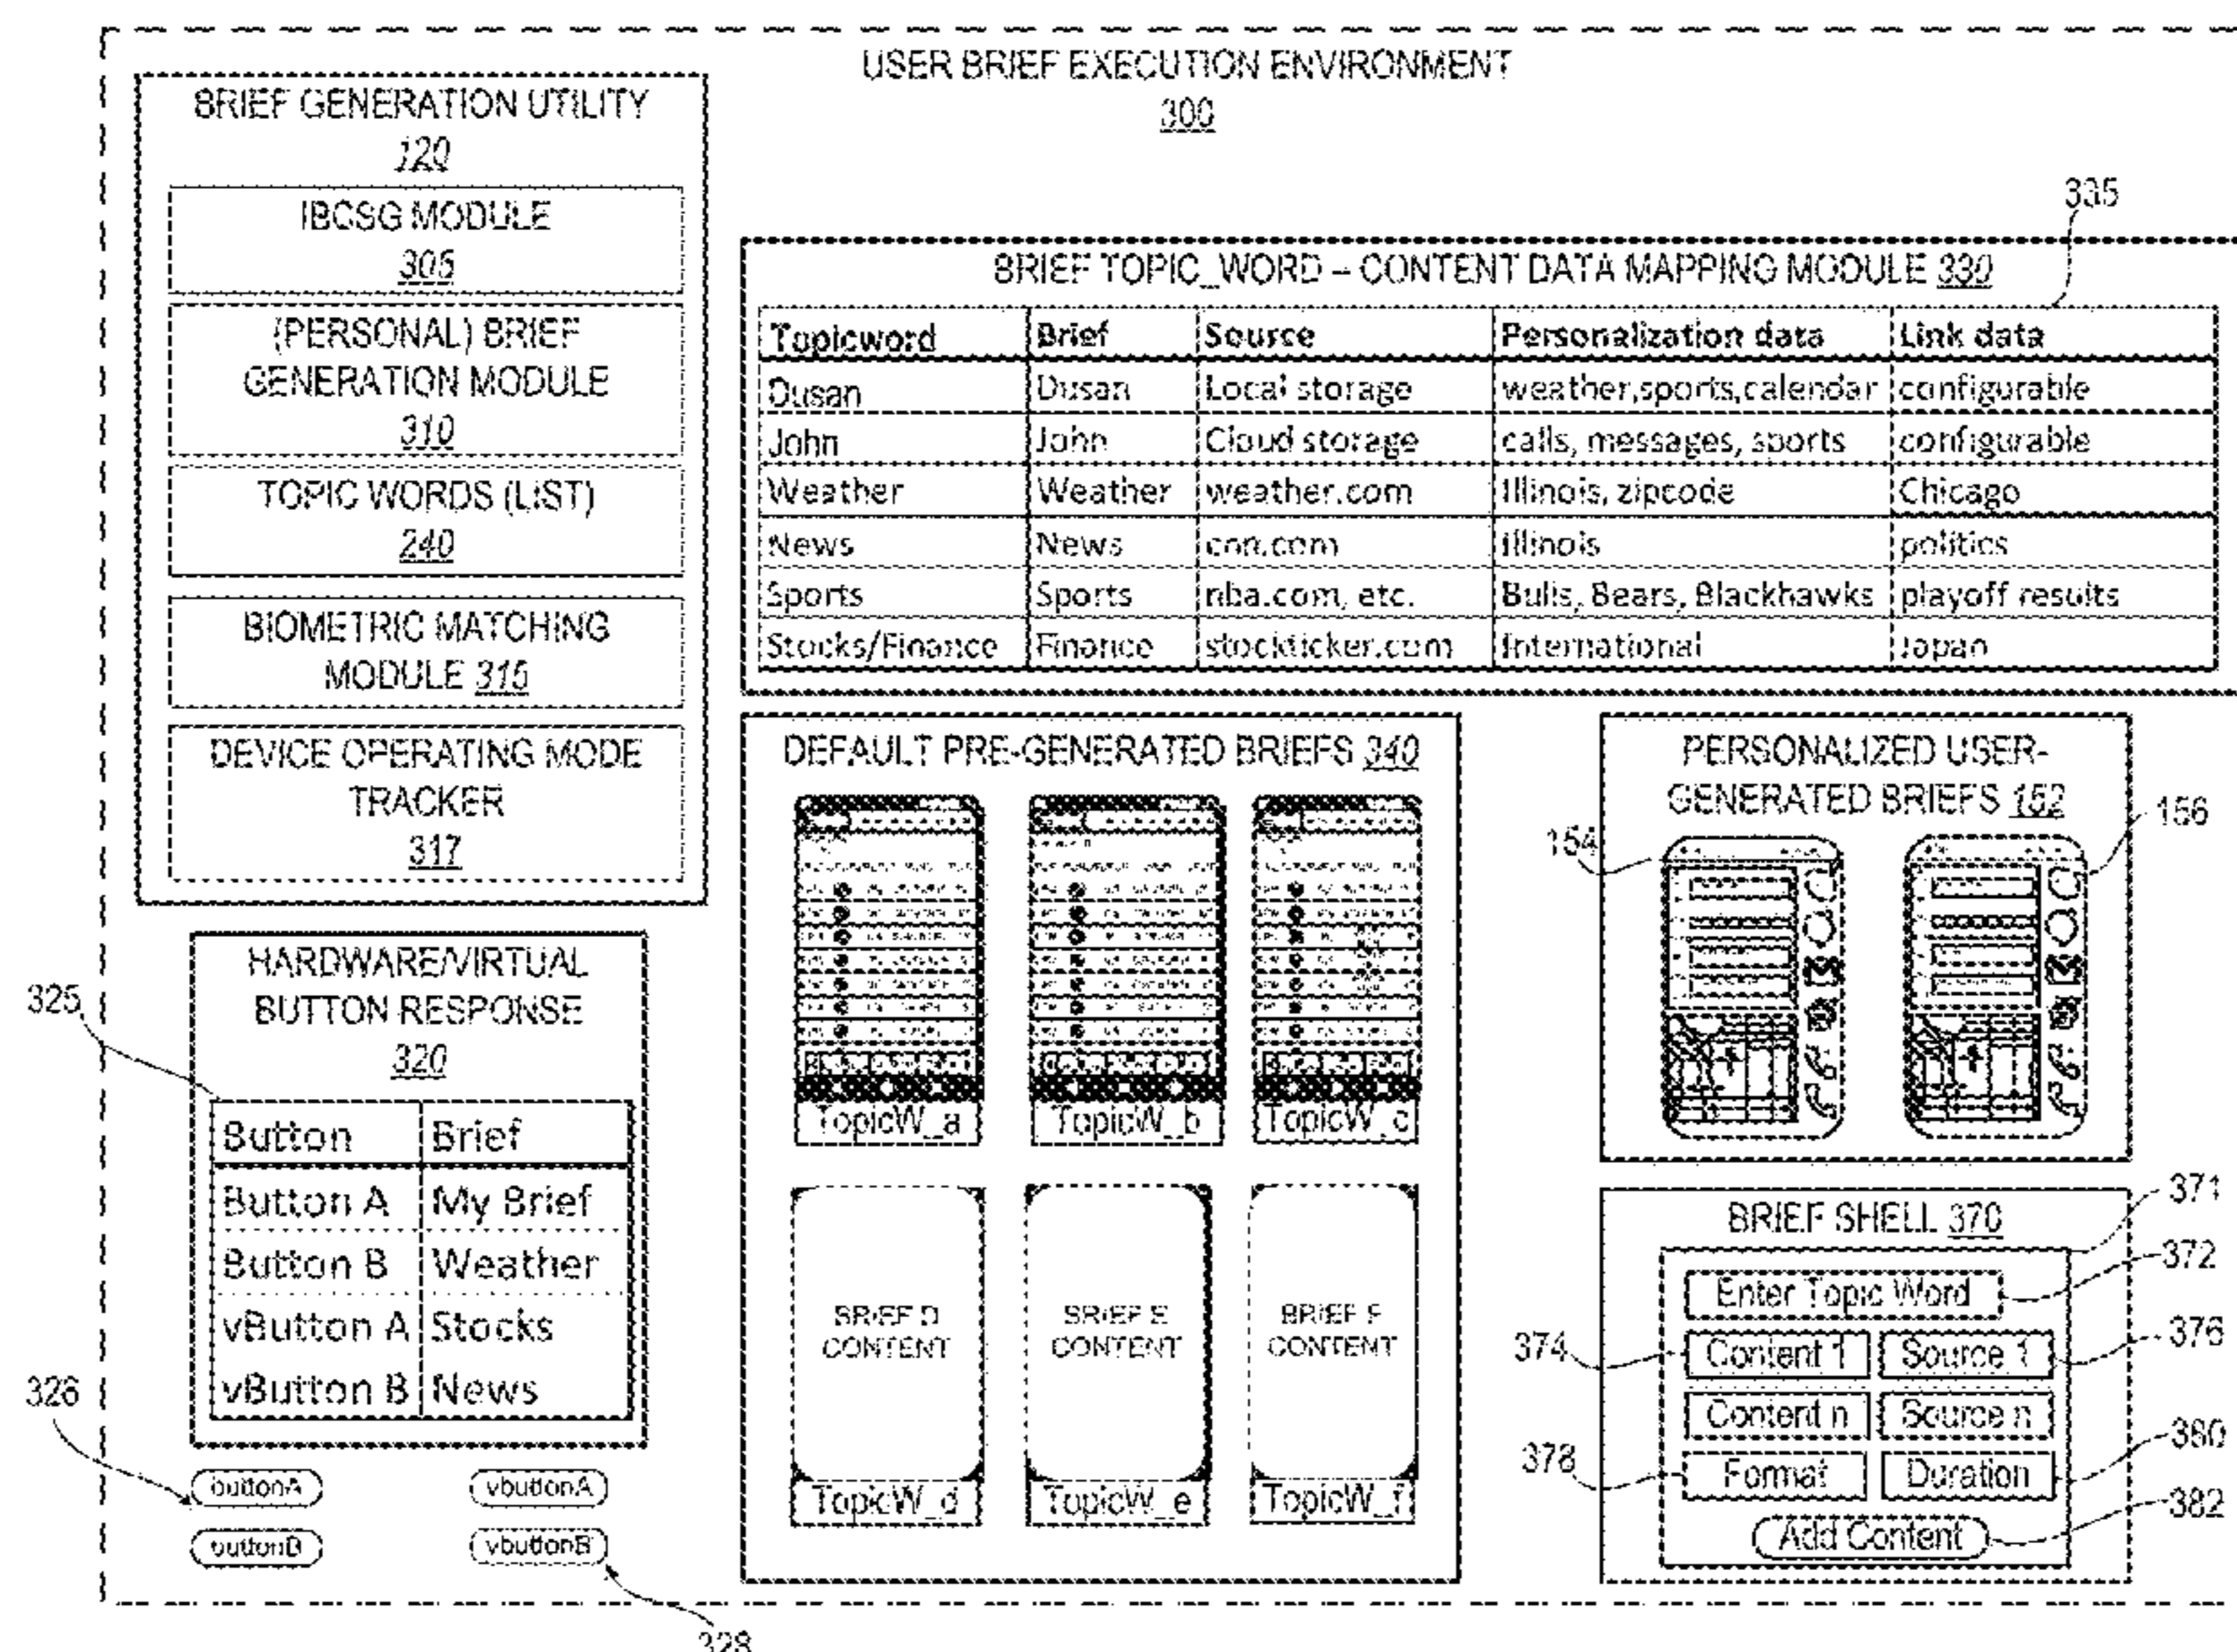 USER BRIEF EXECUTION ENVIRONMENT
300
BRIEF GENERATION UTILITY
120
IBCSG MODULE
305
(PERSONAL) BRIEF
GENERATION MODULE
310
TOPIC WORDS (LIST)
240
BIOMETRIC MATCHING
MODULE 315
DEVICE OPERATING MODE
TRACKER
317
335
BRIEF TOPIC_WORD – CONTENT DATA MAPPING MODULE 330
Topicword Brief Source Personalization data Link data
Dusan Dusan Local storage weather,sports,calendar configurable
John John Cloud storage calls, messages, sports configurable
Weather Weather weather.com Illinois, zipcode Chicago
News News cnn.com Illinois politics
Sports Sports nba.com, etc. Bulls, Bears, Blackhawks playoff results
Stocks/Finance Finance stockticker.com International Japan
HARDWARE/VIRTUAL
BUTTON RESPONSE
320
325
Button Brief
Button A My Brief
Button B Weather
vButton A Stocks
vButton B News
326
buttonA vbuttonA
buttonB vbuttonB
328
DEFAULT PRE-GENERATED BRIEFS 340
TopicW_a TopicW_b TopicW_c
BRIEF D BRIEF E BRIEF F
CONTENT CONTENT CONTENT
TopicW_d TopicW_e TopicW_f
PERSONALIZED USER-
GENERATED BRIEFS 152
154 156
BRIEF SHELL 370
371
Enter Topic Word 372
374 Content 1 Source 1 376
Content n Source n
378 Format Duration 380
Add Content 382